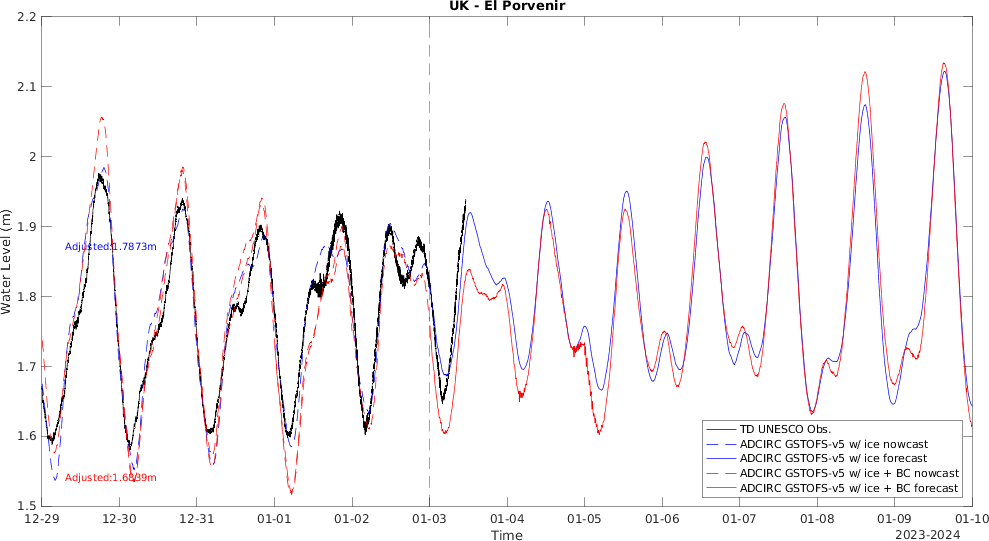 UK - El Porvenir
2.2
2.1
2
1.9
1.8
1.7
1.6
1.5
Water Level (m)
Adjusted:1.7873m
Adjusted:1.6839m
TD UNESCO Obs.
ADCIRC GSTOFS-v5 w/ ice nowcast
ADCIRC GSTOFS-v5 w/ ice forecast
ADCIRC GSTOFS-v5 w/ ice + BC nowcast
ADCIRC GSTOFS-v5 w/ ice + BC forecast
12-29 12-30 12-31 01-01 01-02 01-03 01-04 01-05 01-06 01-07 01-08 01-09 01-10
Time
2023-2024